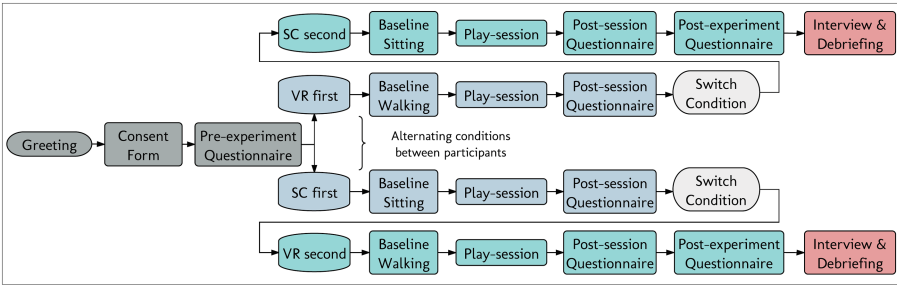 SC second
Baseline
Sitting
Play-session
Post-session
Questionnaire
Post-experiment
Questionnaire
Interview &
Debriefing
VR first
Baseline
Walking
Play-session
Post-session
Questionnaire
Switch
Condition
Greeting
Consent
Form
Pre-experiment
Questionnaire
Alternating conditions
between participants
SC first
Baseline
Sitting
Play-session
Post-session
Questionnaire
Switch
Condition
VR second
Baseline
Walking
Play-session
Post-session
Questionnaire
Post-experiment
Questionnaire
Interview &
Debriefing